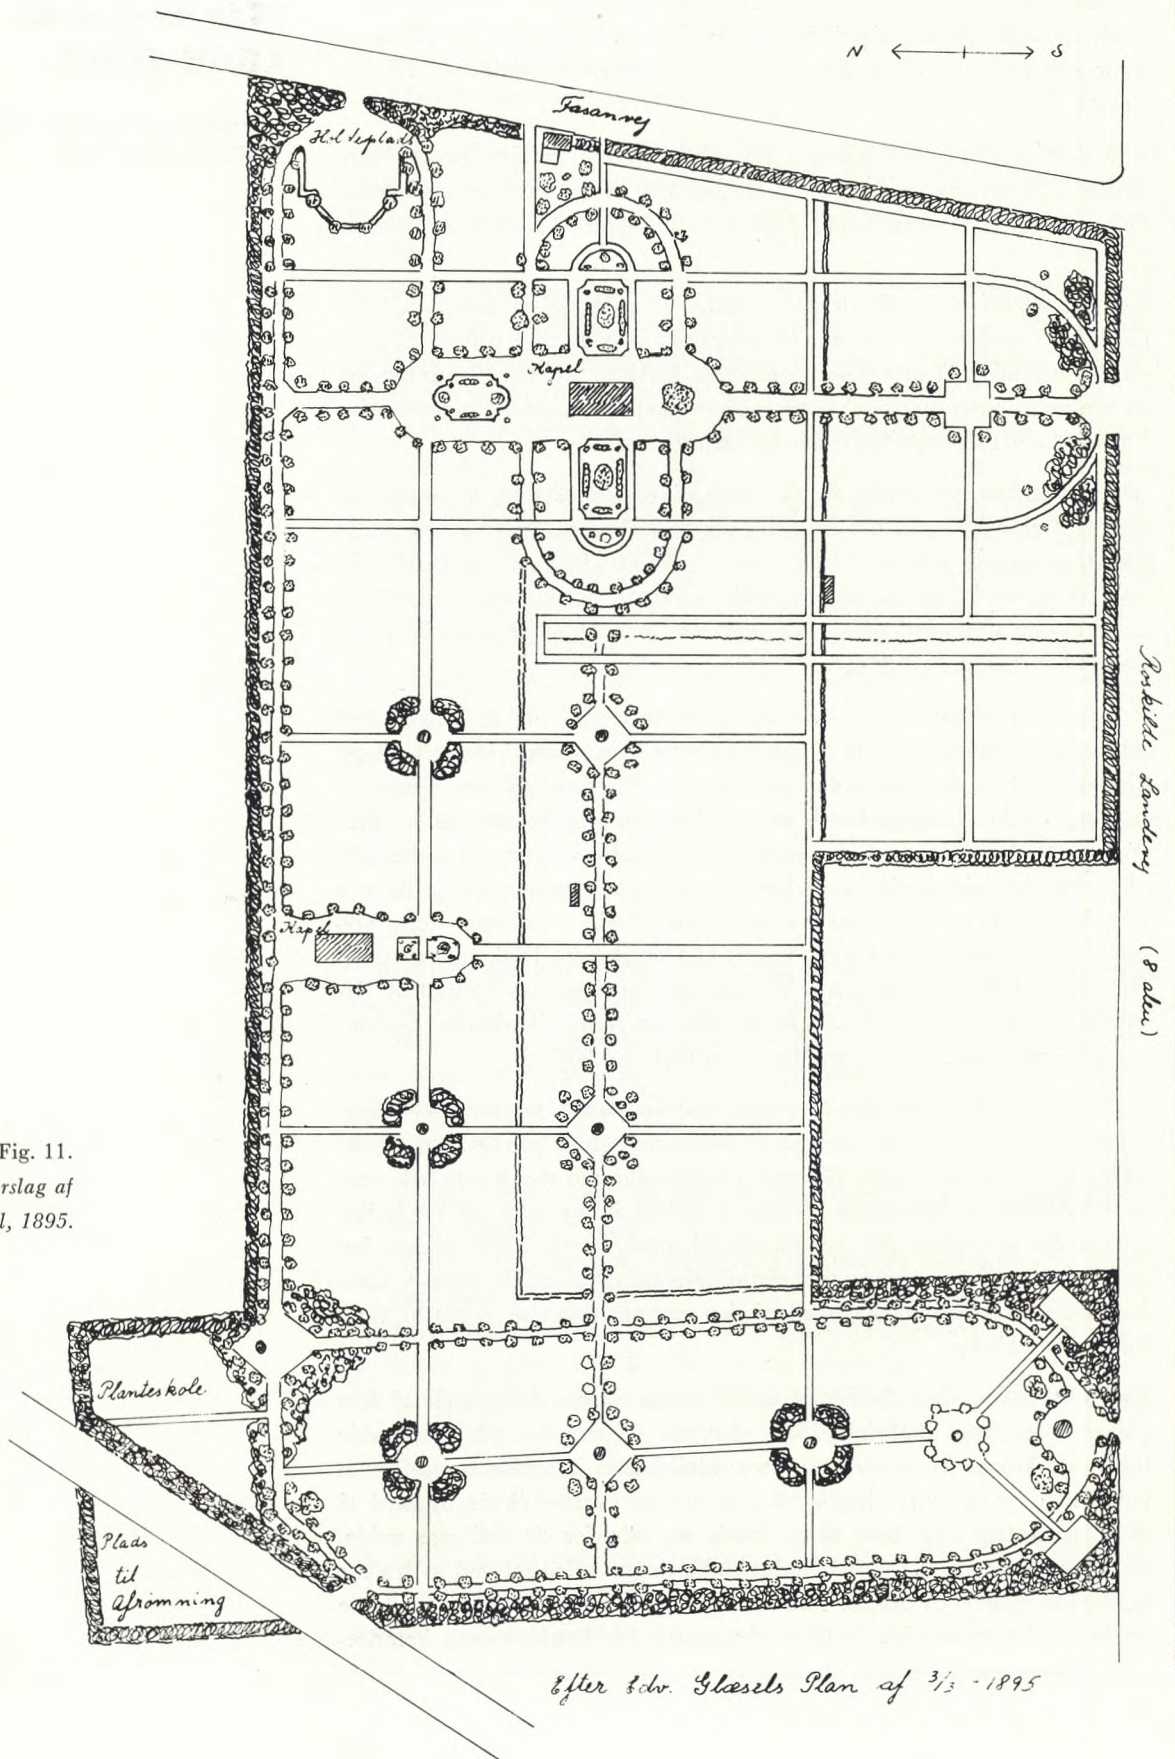 N S
Fasanvej
Holdeplads
Kapel
Roskilde Landevej (8 alen)
Kapel
Fig. 11.
rslag af
l, 1895.
Planteskole
Plads
til
Afrømning
Efter Edv. Glæsels Plan af 3/3 - 1895